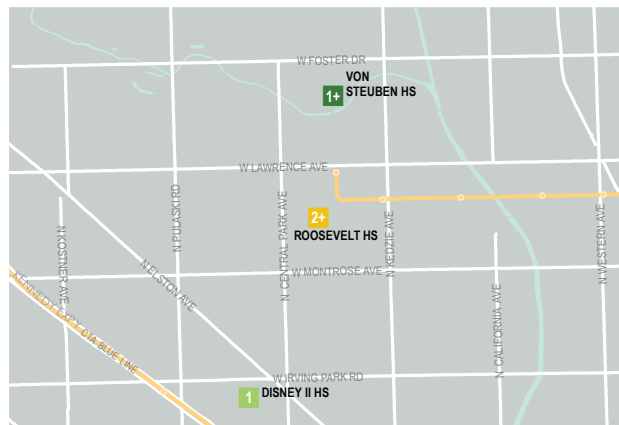 W FOSTER DR
VON
STEUBEN HS
1+
W LAWRENCE AVE
N PULASKI RD
N CENTRAL PARK AVE
2+
ROOSEVELT HS
N KEDZIE AVE
N WESTERN AVE
N KOSTNER AVE
N ELSTON AVE
W MONTROSE AVE
N CALIFORNIA AVE
KENNEDY EXPY
CTA BLUE LINE
W IRVING PARK RD
1
DISNEY II HS